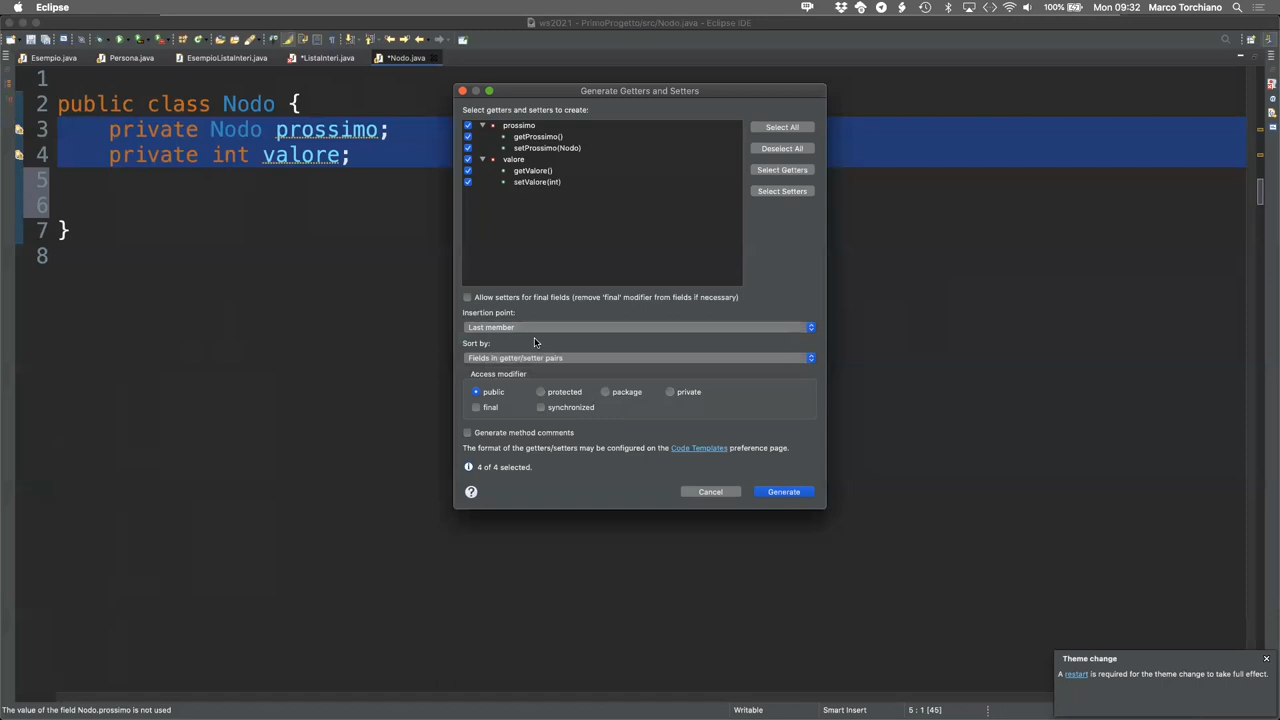 Eclipse
100%
Mon 09:32
Marco Torchiano
ws2021 - PrimoProgetto/src/Nodo.java - Eclipse IDE
Esempio.java
Persona.java
EsempioListaInteri.java
*ListaInteri.java
*Nodo.java
1
2 public class Nodo {
3 private Nodo prossimo;
4 private int valore;
5
6
7 }
8
Generate Getters and Setters
Select getters and setters to create:
prossimo
getProssimo()
setProssimo(Nodo)
valore
getValore()
setValore(int)
Select All
Deselect All
Select Getters
Select Setters
Allow setters for final fields (remove 'final' modifier from fields if necessary)
Insertion point:
Last member
Sort by:
Fields in getter/setter pairs
Access modifier
public protected package private
final synchronized
Generate method comments
The format of the getters/setters may be configured on the Code Templates preference page.
4 of 4 selected.
?
Cancel
Generate
Theme change
A restart is required for the theme change to take full effect.
The value of the field Nodo.prossimo is not used
Writable
Smart Insert
5 : 1 [45]